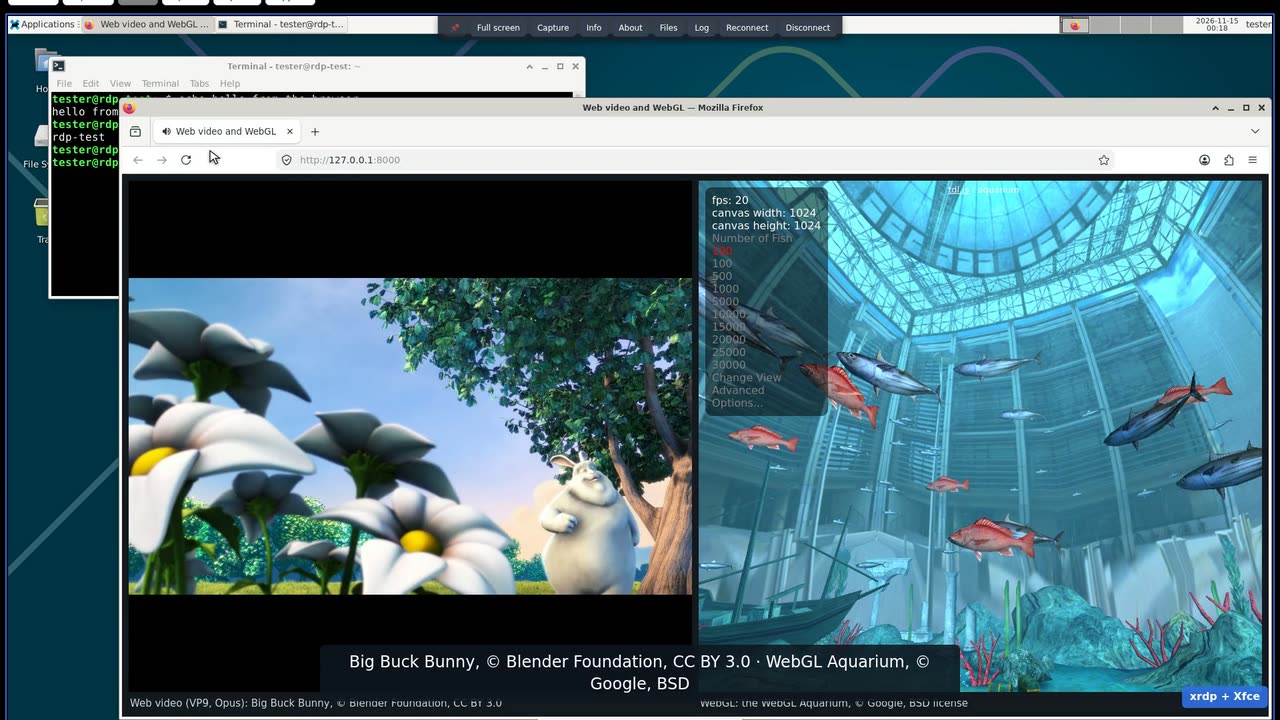 Applications
Web video and WebGL ...
Terminal - tester@rdp-t...
Full screen
Capture
Info
About
Files
Log
Reconnect
Disconnect
2026-11-15
00:18
tester
Terminal - tester@rdp-test: ~
File Edit View Terminal Tabs Help
hello from
tester@rdp
rdp-test
tester@rdp
tester@rdp
Web video and WebGL — Mozilla Firefox
Web video and WebGL
http://127.0.0.1:8000
fps: 20
canvas width: 1024
canvas height: 1024
Number of Fish
100
500
1000
5000
10000
15000
20000
25000
30000
Change View
Advanced
Options...
Big Buck Bunny, © Blender Foundation, CC BY 3.0 · WebGL Aquarium, ©
Google, BSD
Web video (VP9, Opus): Big Buck Bunny, © Blender Foundation, CC BY 3.0
WebGL: the WebGL Aquarium, © Google, BSD license
xrdp + Xfce